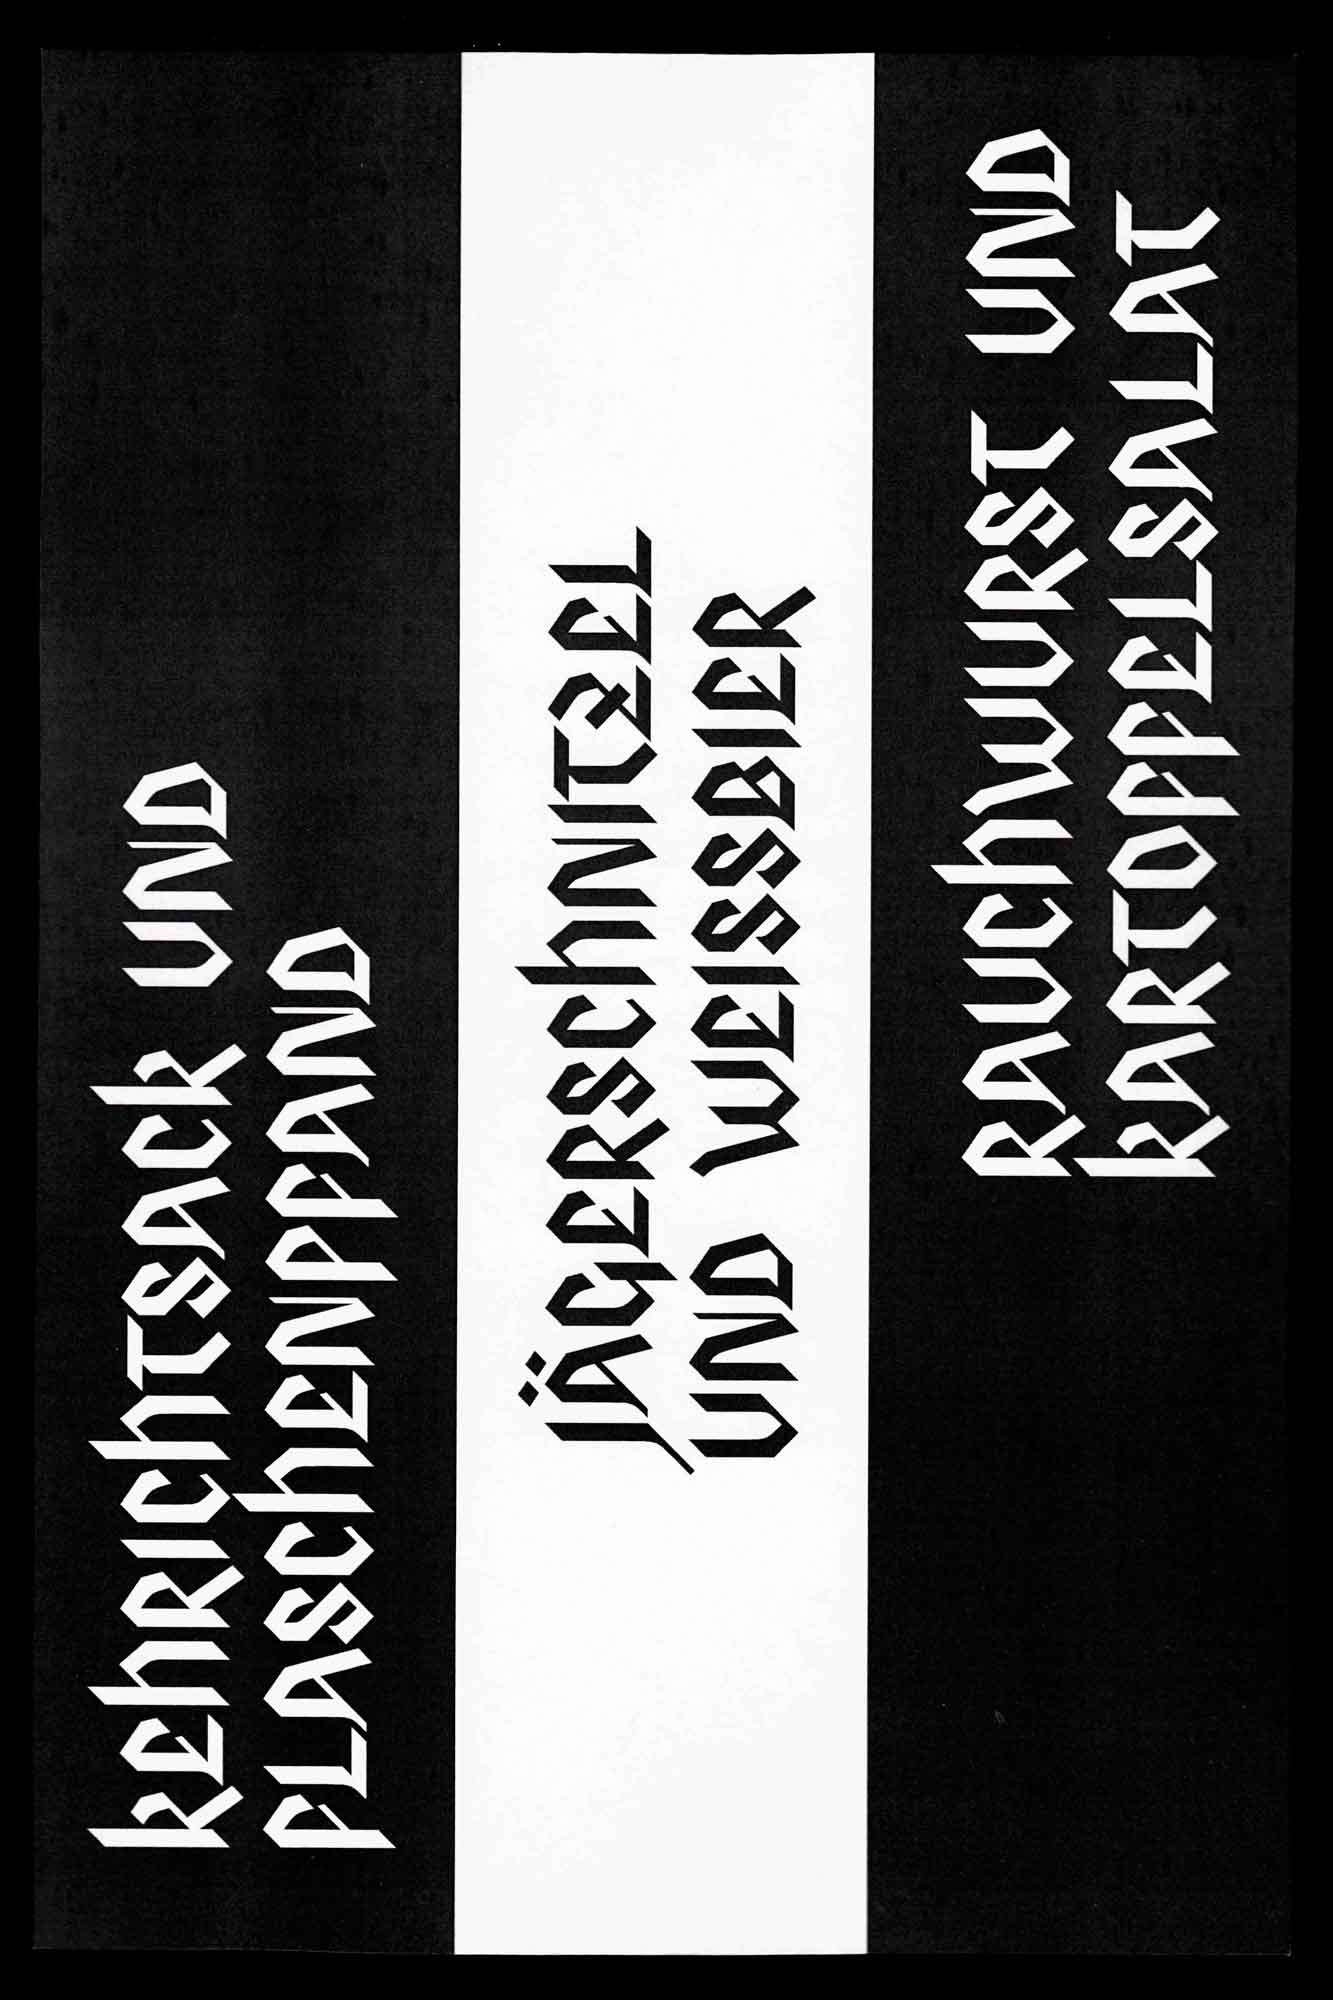 KEHRICHTSACK UND
FLASCHENPFAND
JÄGERSCHNITZEL
UND WEISSBIER
RAUCHWURST UND
KARTOFFELSALAT